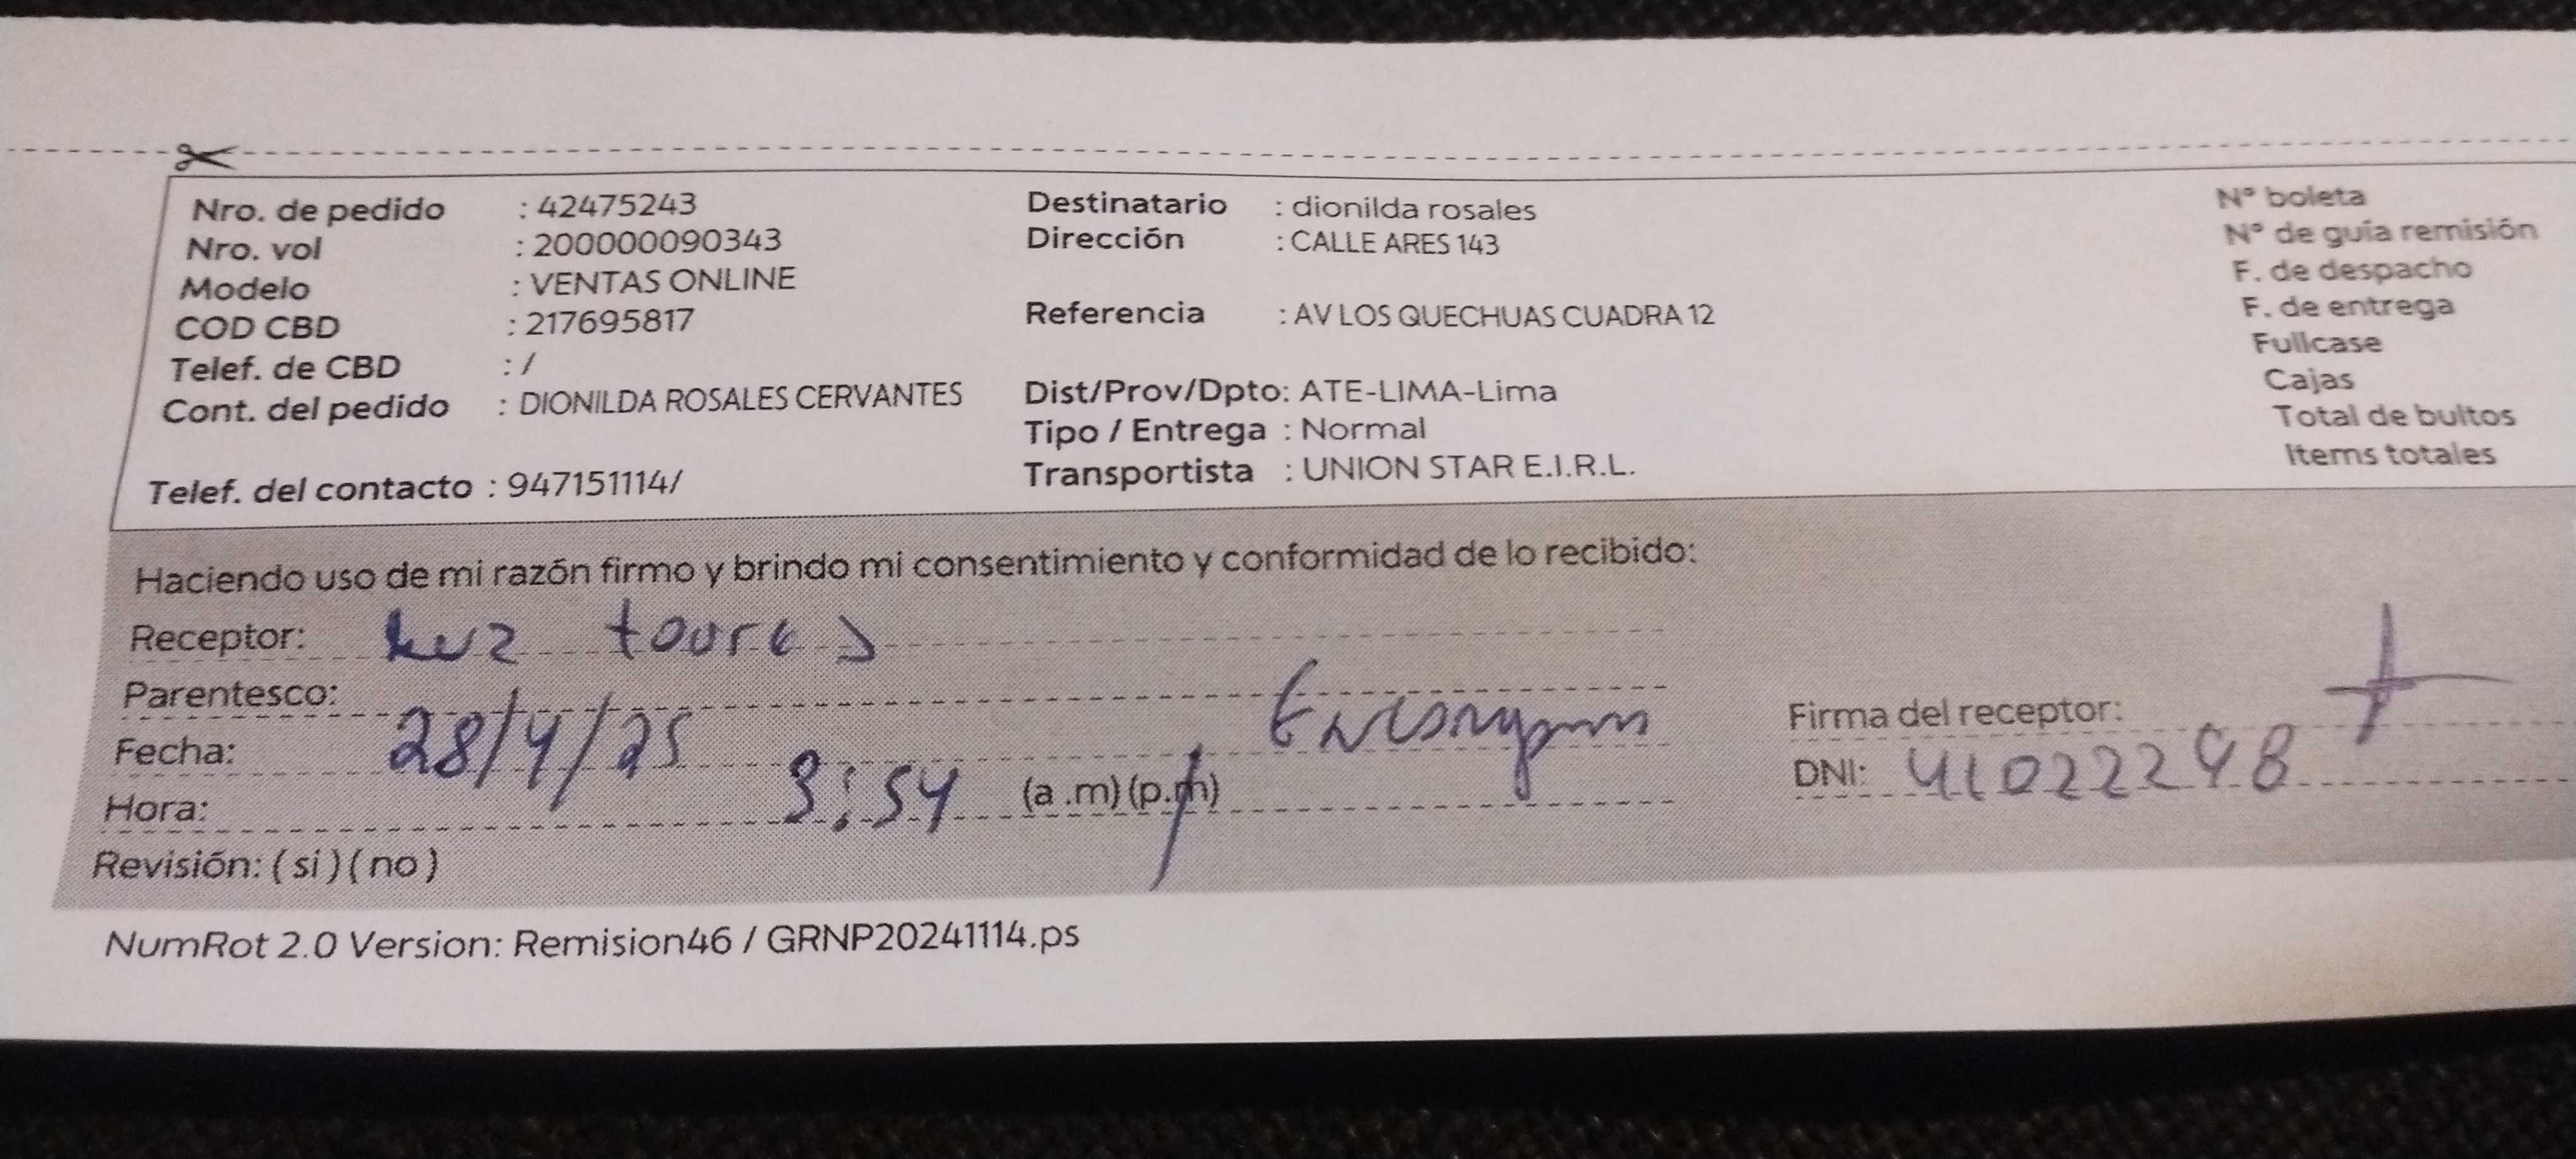 Nro. de pedido : 42475243
Nro. vol : 200000090343
Modelo : VENTAS ONLINE
COD CBD : 217695817
Telef. de CBD : /
Cont. del pedido : DIONILDA ROSALES CERVANTES
Telef. del contacto : 947151114/
Destinatario : dionilda rosales
Dirección : CALLE ARES 143
Referencia : AV LOS QUECHUAS CUADRA 12
Dist/Prov/Dpto: ATE-LIMA-Lima
Tipo / Entrega : Normal
Transportista : UNION STAR E.I.R.L.
N° boleta
N° de guía remisión
F. de despacho
F. de entrega
Fullcase
Cajas
Total de bultos
Items totales
Haciendo uso de mi razón firmo y brindo mi consentimiento y conformidad de lo recibido:
Receptor: Luz
Parentesco:
Fecha: 28/4/25
Hora: 3:54 (a .m) (p.m)
Revisión: ( si ) ( no )
Firma del receptor:
DNI: 41022298
NumRot 2.0 Version: Remision46 / GRNP20241114.ps